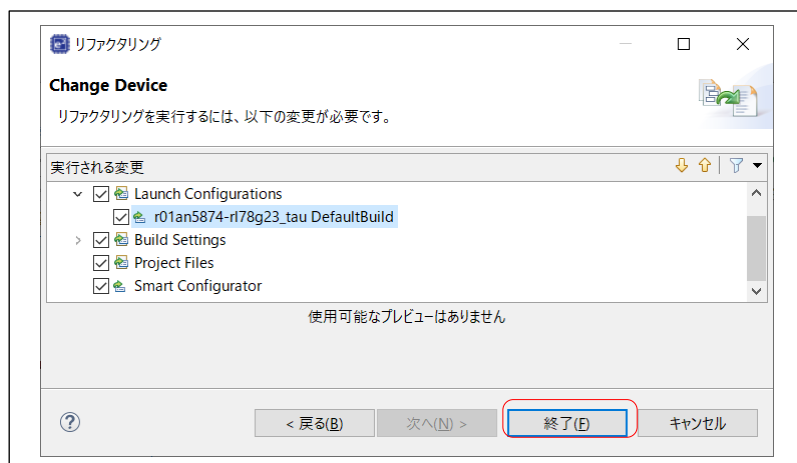 リファクタリング
Change Device
リファクタリングを実行するには、以下の変更が必要です。
実行される変更
Launch Configurations
r01an5874-rl78g23_tau DefaultBuild
Build Settings
Project Files
Smart Configurator
使用可能なプレビューはありません
< 戻る(B) 次へ(N) > 終了(F) キャンセル